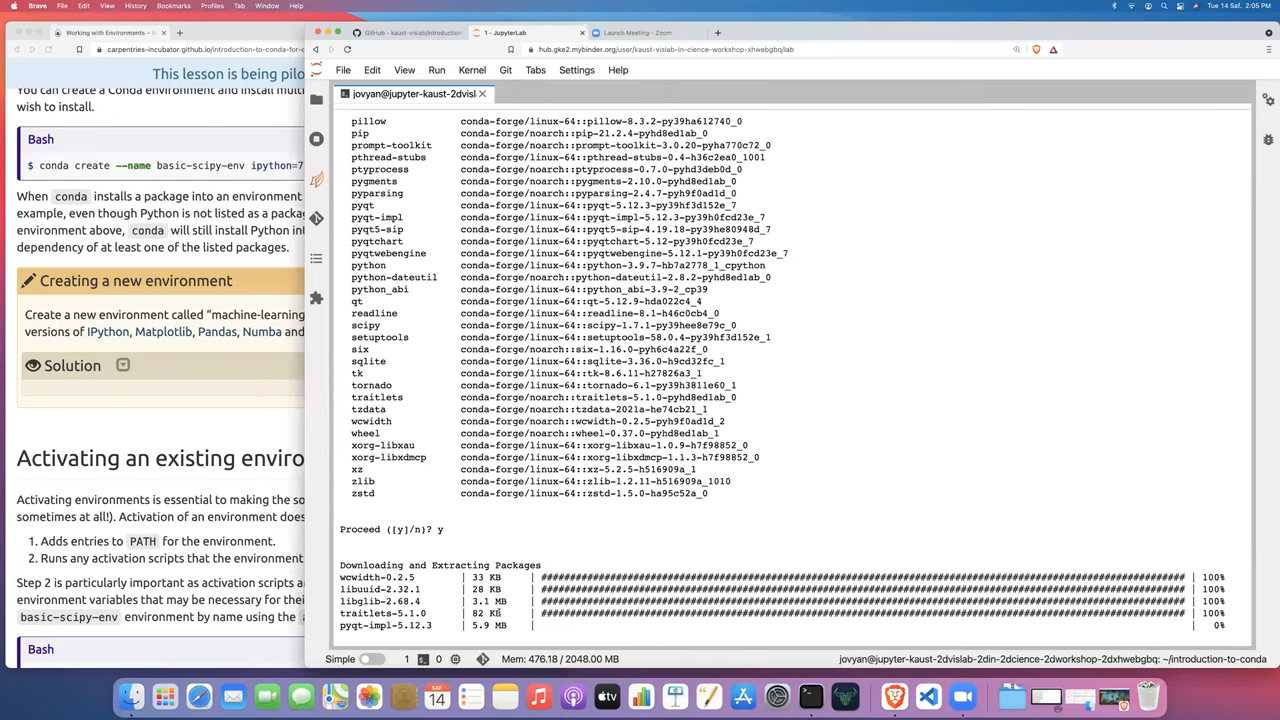 Brave File Edit View History Bookmarks Profiles Tab Window Help
Tue 14 Saf. 2:05 PM
Working with Environments –
carpentries-incubator.github.io/introduction-to-conda-for-d
This lesson is being pilo
You can create a Conda environment and install multi
wish to install.
Bash
$ conda create --name basic-scipy-env ipython=7
When conda installs a package into an environment
example, even though Python is not listed as a packag
environment above, conda will still install Python int
dependency of at least one of the listed packages.
Creating a new environment
Create a new environment called “machine-learning
versions of IPython, Matplotlib, Pandas, Numba and
Solution
Activating an existing enviro
Activating environments is essential to making the so
sometimes at all!). Activation of an environment does
1. Adds entries to PATH for the environment.
2. Runs any activation scripts that the environment
Step 2 is particularly important as activation scripts a
environment variables that may be necessary for thei
basic-scipy-env environment by name using the a
Bash
GitHub - kaust-vislab/introduction
1 - JupyterLab
Launch Meeting - Zoom
hub.gke2.mybinder.org/user/kaust-vislab-in-cience-workshop-xhwebgbq/lab
File Edit View Run Kernel Git Tabs Settings Help
jovyan@jupyter-kaust-2dvisl
pillow conda-forge/linux-64::pillow-8.3.2-py39ha612740_0
pip conda-forge/noarch::pip-21.2.4-pyhd8ed1ab_0
prompt-toolkit conda-forge/noarch::prompt-toolkit-3.0.20-pyha770c72_0
pthread-stubs conda-forge/linux-64::pthread-stubs-0.4-h36c2ea0_1001
ptyprocess conda-forge/noarch::ptyprocess-0.7.0-pyhd3deb0d_0
pygments conda-forge/noarch::pygments-2.10.0-pyhd8ed1ab_0
pyparsing conda-forge/noarch::pyparsing-2.4.7-pyh9f0ad1d_0
pyqt conda-forge/linux-64::pyqt-5.12.3-py39hf3d152e_7
pyqt-impl conda-forge/linux-64::pyqt-impl-5.12.3-py39h0fcd23e_7
pyqt5-sip conda-forge/linux-64::pyqt5-sip-4.19.18-py39he80948d_7
pyqtchart conda-forge/linux-64::pyqtchart-5.12-py39h0fcd23e_7
pyqtwebengine conda-forge/linux-64::pyqtwebengine-5.12.1-py39h0fcd23e_7
python conda-forge/linux-64::python-3.9.7-hb7a2778_1_cpython
python-dateutil conda-forge/noarch::python-dateutil-2.8.2-pyhd8ed1ab_0
python_abi conda-forge/linux-64::python_abi-3.9-2_cp39
qt conda-forge/linux-64::qt-5.12.9-hda022c4_4
readline conda-forge/linux-64::readline-8.1-h46c0cb4_0
scipy conda-forge/linux-64::scipy-1.7.1-py39hee8e79c_0
setuptools conda-forge/linux-64::setuptools-58.0.4-py39hf3d152e_1
six conda-forge/noarch::six-1.16.0-pyh6c4a22f_0
sqlite conda-forge/linux-64::sqlite-3.36.0-h9cd32fc_1
tk conda-forge/linux-64::tk-8.6.11-h27826a3_1
tornado conda-forge/linux-64::tornado-6.1-py39h3811e60_1
traitlets conda-forge/noarch::traitlets-5.1.0-pyhd8ed1ab_0
tzdata conda-forge/noarch::tzdata-2021a-he74cb21_1
wcwidth conda-forge/noarch::wcwidth-0.2.5-pyh9f0ad1d_2
wheel conda-forge/noarch::wheel-0.37.0-pyhd8ed1ab_1
xorg-libxau conda-forge/linux-64::xorg-libxau-1.0.9-h7f98852_0
xorg-libxdmcp conda-forge/linux-64::xorg-libxdmcp-1.1.3-h7f98852_0
xz conda-forge/linux-64::xz-5.2.5-h516909a_1
zlib conda-forge/linux-64::zlib-1.2.11-h516909a_1010
zstd conda-forge/linux-64::zstd-1.5.0-ha95c52a_0
Proceed ([y]/n)? y
Downloading and Extracting Packages
wcwidth-0.2.5 | 33 KB | 100%
libuuid-2.32.1 | 28 KB | 100%
libglib-2.68.4 | 3.1 MB | 100%
traitlets-5.1.0 | 82 KB | 100%
pyqt-impl-5.12.3 | 5.9 MB | | 0%
Simple 1 0 Mem: 476.18 / 2048.00 MB
jovyan@jupyter-kaust-2dvislab-2din-2dcience-2dworkshop-2dxhwebgbq: ~/introduction-to-conda
SEP
14
tv